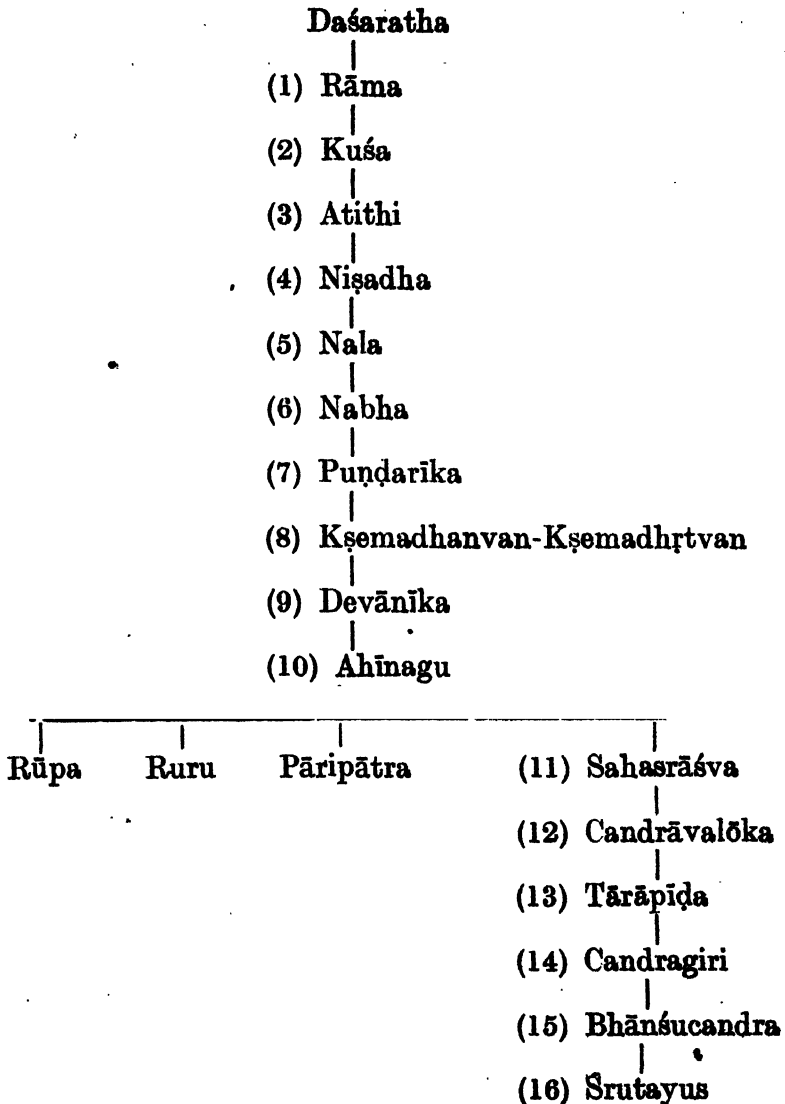 Daśaratha
(1) Rāma
(2) Kuśa
(3) Atithi
(4) Niṣadha
(5) Nala
(6) Nabha
(7) Puṇḍarīka
(8) Kṣemadhanvan-Kṣemadhṛtvan
(9) Devānīka
(10) Ahīnagu
Rūpa Ruru Pāripātra (11) Sahasrāśva
(12) Candrāvalōka
(13) Tārāpīḍa
(14) Candragiri
(15) Bhānśucandra
(16) Śrutayus